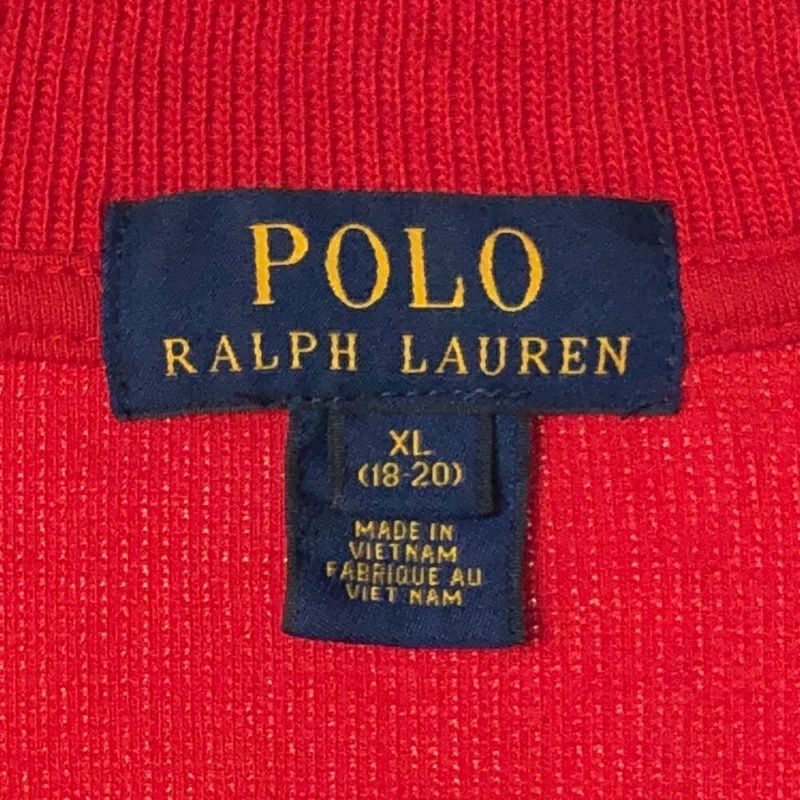 POLO
RALPH LAUREN
XL
(18-20)
MADE IN
VIETNAM
FABRIQUE AU
VIET NAM